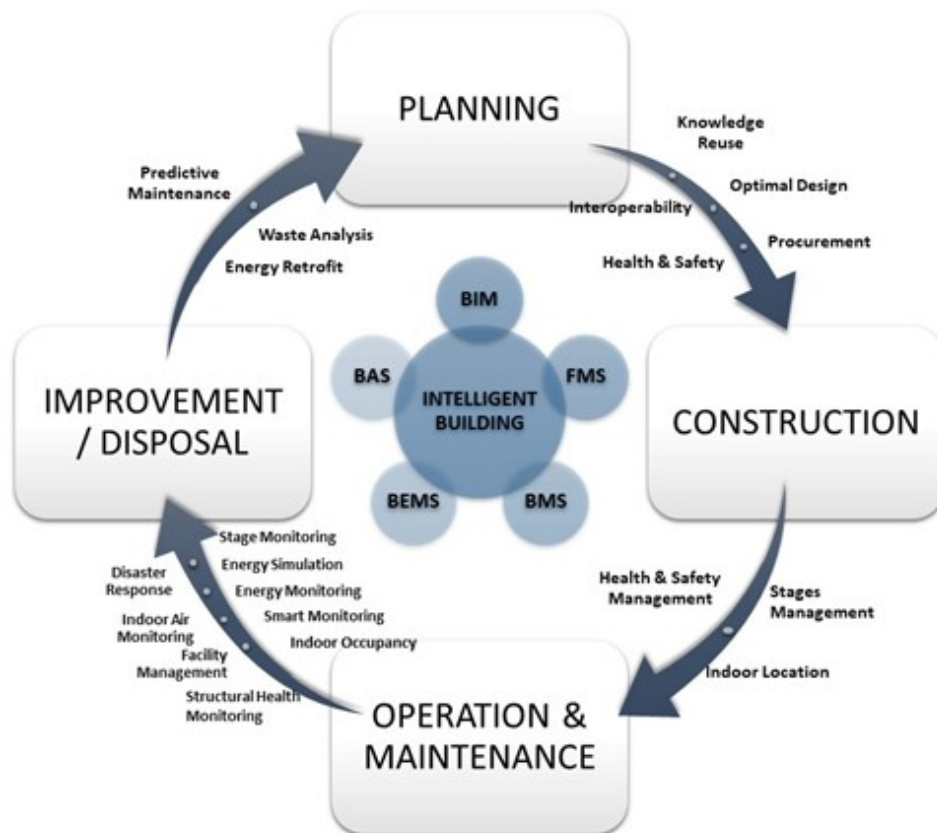 PLANNING
Knowledge
Reuse
Optimal Design
Interoperability
Procurement
Health & Safety
Predictive
Maintenance
Waste Analysis
Energy Retrofit
BIM
BAS
FMS
INTELLIGENT
BUILDING
BEMS
BMS
IMPROVEMENT
/ DISPOSAL
CONSTRUCTION
Stage Monitoring
Energy Simulation
Disaster
Response
Energy Monitoring
Smart Monitoring
Indoor Air
Monitoring
Indoor Occupancy
Facility
Management
Structural Health
Monitoring
Health & Safety
Management
Stages
Management
Indoor Location
OPERATION &
MAINTENANCE